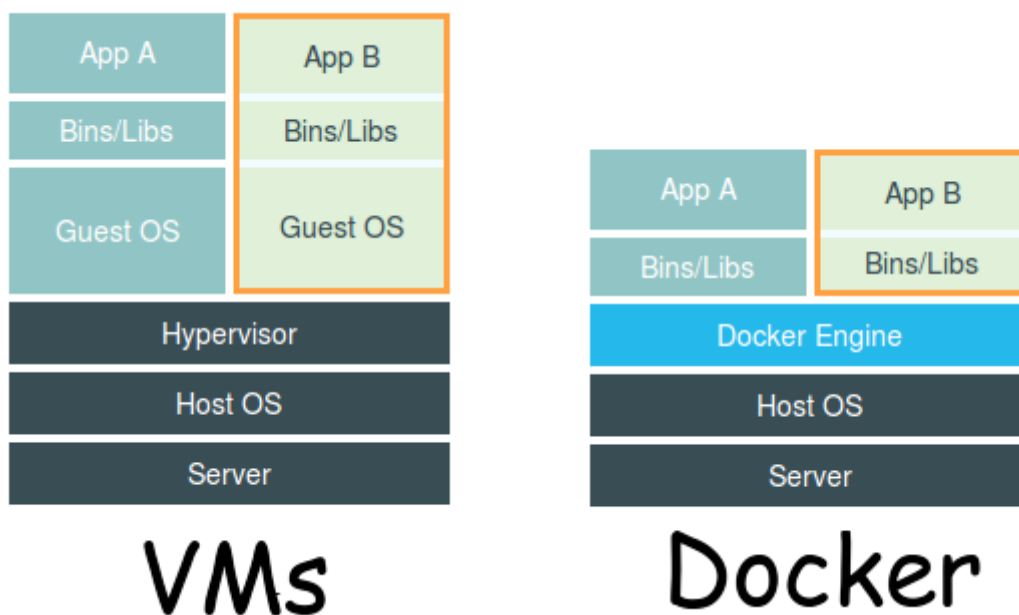 App A
App B
Bins/Libs
Bins/Libs
Guest OS
Guest OS
Hypervisor
Host OS
Server
VMs
App A
App B
Bins/Libs
Bins/Libs
Docker Engine
Host OS
Server
Docker